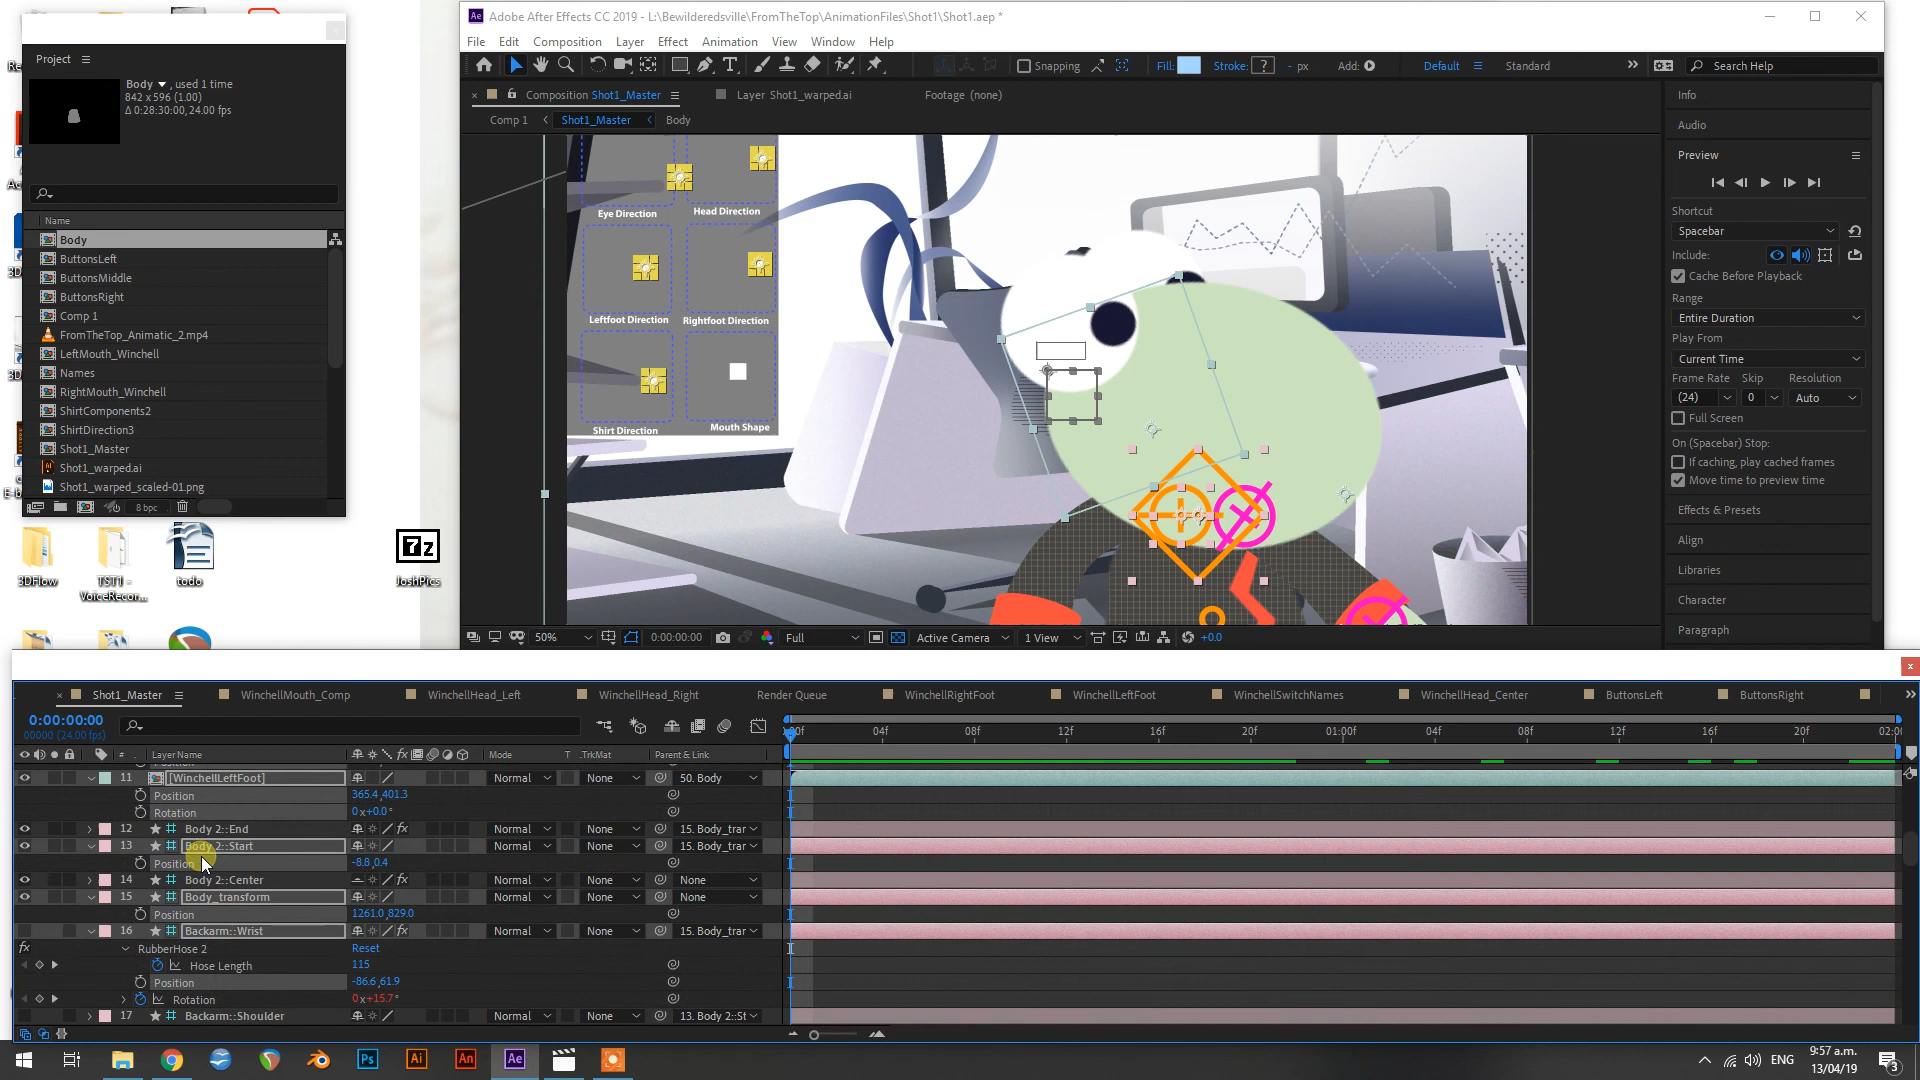 Adobe After Effects CC 2019 - L:\Bewilderedsville\FromTheTop\AnimationFiles\Shot1\Shot1.aep *
File Edit Composition Layer Effect Animation View Window Help
Snapping Fill: Stroke: ? - px Add: Default Standard Search Help
Project
Body , used 1 time
842 x 596 (1.00)
Δ 0:28:30:00, 24.00 fps
Name
Body
ButtonsLeft
ButtonsMiddle
ButtonsRight
Comp 1
FromTheTop_Animatic_2.mp4
LeftMouth_Winchell
Names
RightMouth_Winchell
ShirtComponents2
ShirtDirection3
Shot1_Master
Shot1_warped.ai
Shot1_warped_scaled-01.png
8 bpc
3DFlow
TST1 - VoiceRecor...
todo
JoshPics
Composition Shot1_Master Layer Shot1_warped.ai Footage (none)
Comp 1 Shot1_Master Body
Eye Direction Head Direction
Leftfoot Direction Rightfoot Direction
Shirt Direction Mouth Shape
50% 0:00:00:00 Full Active Camera 1 View +0.0
Info
Audio
Preview
Shortcut
Spacebar
Include:
Cache Before Playback
Range
Entire Duration
Play From
Current Time
Frame Rate Skip Resolution
(24) 0 Auto
Full Screen
On (Spacebar) Stop:
If caching, play cached frames
Move time to preview time
Effects & Presets
Align
Libraries
Character
Paragraph
Shot1_Master WinchellMouth_Comp WinchellHead_Left WinchellHead_Right Render Queue WinchellRightFoot WinchellLeftFoot WinchellSwitchNames WinchellHead_Center ButtonsLeft ButtonsRight
0:00:00:00
00000 (24.00 fps)
04f 08f 12f 16f 20f 01:00f 04f 08f 12f 16f 20f
# Layer Name Mode T .TrkMat Parent & Link
11 [WinchellLeftFoot] Normal None 50. Body
Position 365.4,401.3
Rotation 0x+0.0°
12 Body 2::End Normal None 15. Body_trar
13 Body 2::Start Normal None 15. Body_trar
Position -8.8,0.4
14 Body 2::Center Normal None None
15 Body_transform Normal None None
Position 1261.0,829.0
16 Backarm::Wrist Normal None 15. Body_trar
RubberHose 2 Reset
Hose Length 115
Position -86.6,61.9
Rotation 0x+15.7°
17 Backarm::Shoulder Normal None 13. Body 2::St
ENG
9:57 a.m.
13/04/19
3